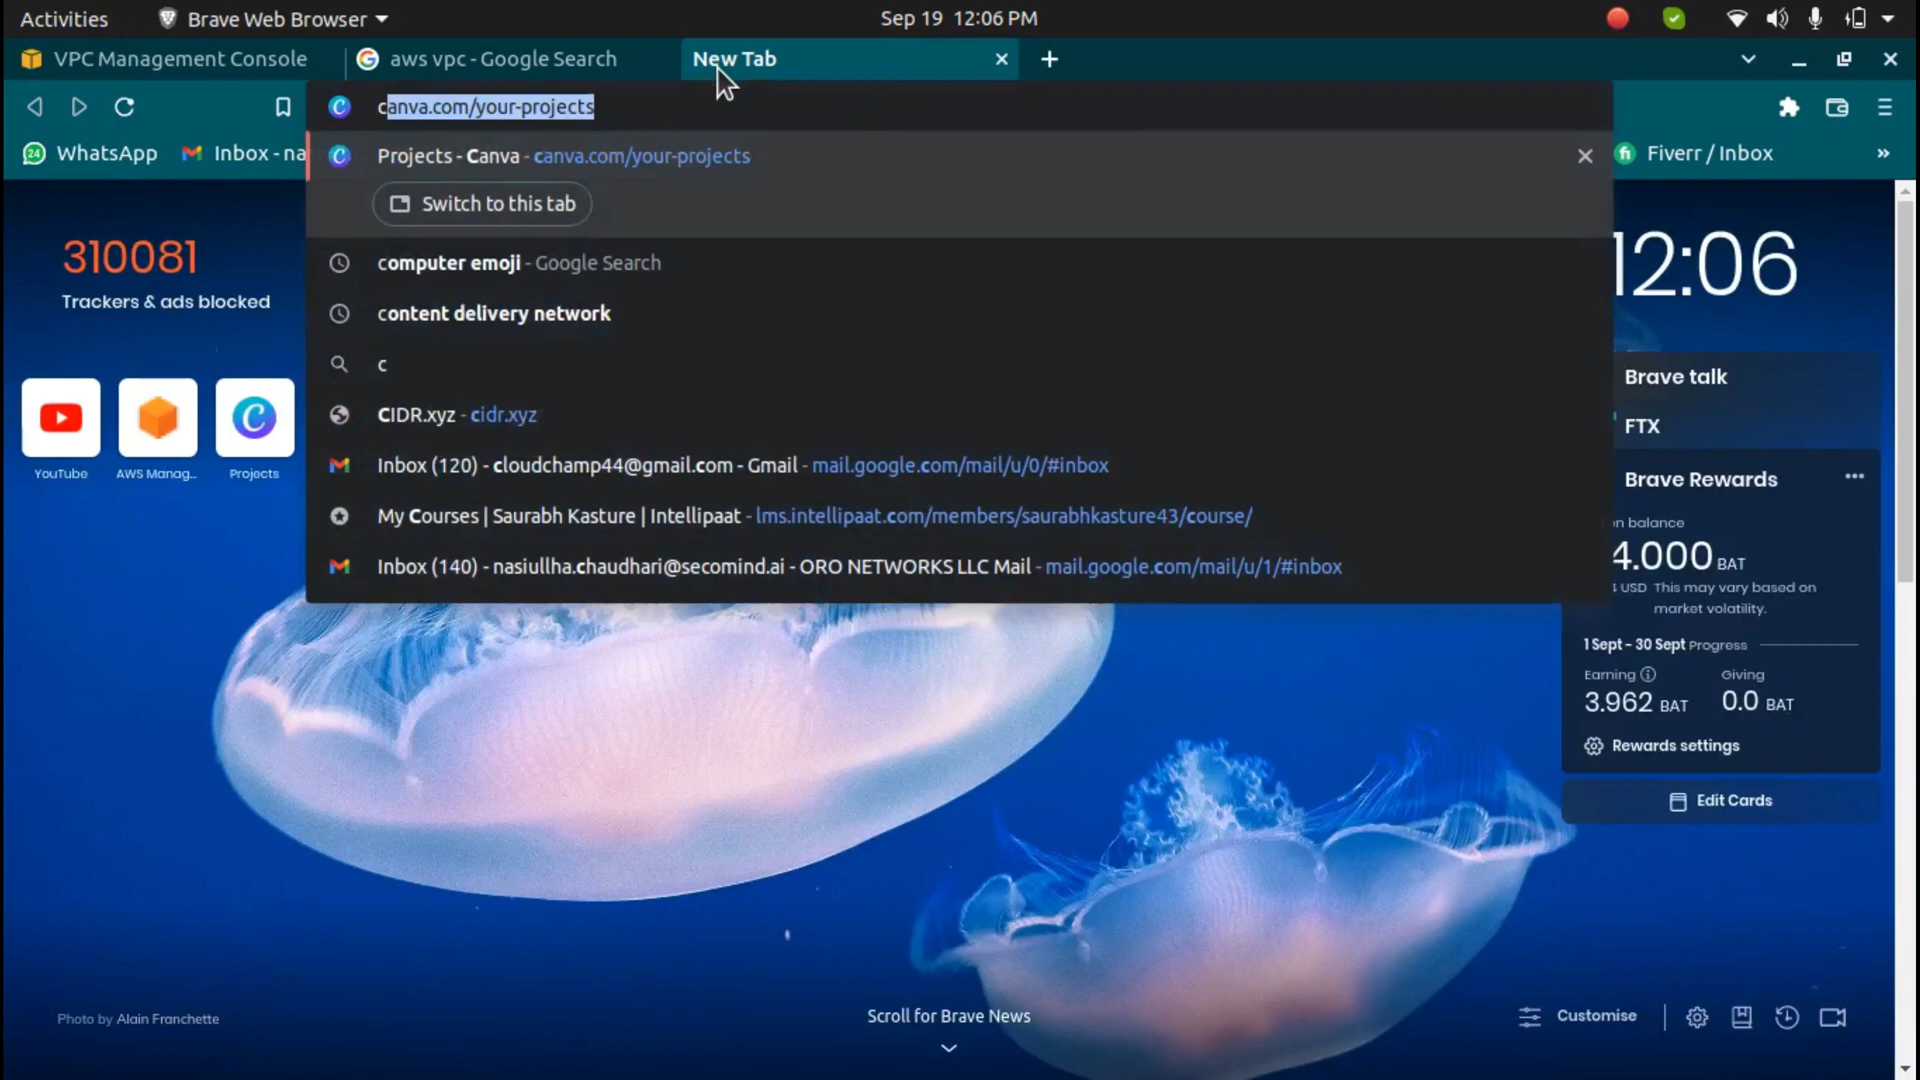 Activities
Brave Web Browser
Sep 19 12:06 PM
VPC Management Console
aws vpc - Google Search
New Tab
canva.com/your-projects
24 WhatsApp
Inbox - na
Projects - Canva - canva.com/your-projects
Fiverr / Inbox
Switch to this tab
310081
Trackers & ads blocked
computer emoji - Google Search
12:06
content delivery network
c
Brave talk
CIDR.xyz - cidr.xyz
FTX
YouTube
AWS Manag...
Projects
Inbox (120) - cloudchamp44@gmail.com - Gmail - mail.google.com/mail/u/0/#inbox
Brave Rewards
My Courses | Saurabh Kasture | Intellipaat - lms.intellipaat.com/members/saurabhkasture43/course/
on balance
4.000 BAT
Inbox (140) - nasiullha.chaudhari@secomind.ai - ORO NETWORKS LLC Mail - mail.google.com/mail/u/1/#inbox
USD This may vary based on
market volatility.
1 Sept - 30 Sept Progress
Earning
Giving
3.962 BAT
0.0 BAT
Rewards settings
Edit Cards
Photo by Alain Franchette
Scroll for Brave News
Customise